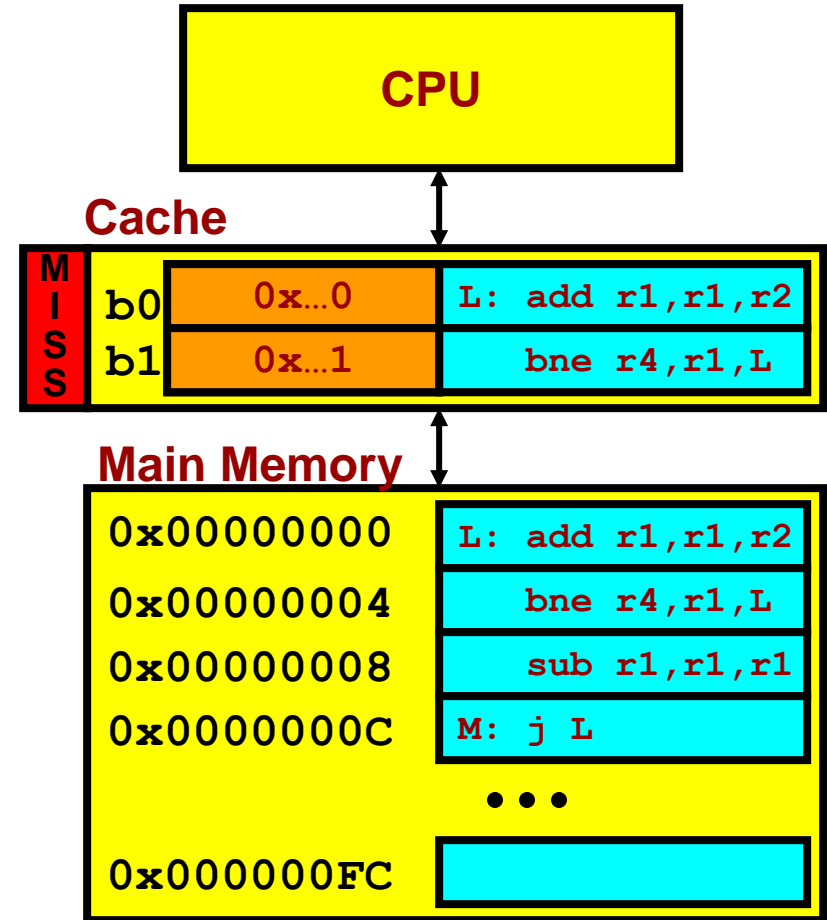 CPU
Cache
MISS
b0 0x...0 L: add r1,r1,r2
b1 0x...1 bne r4,r1,L
Main Memory
0x00000000 L: add r1,r1,r2
0x00000004 bne r4,r1,L
0x00000008 sub r1,r1,r1
0x0000000C M: j L
•••
0x000000FC